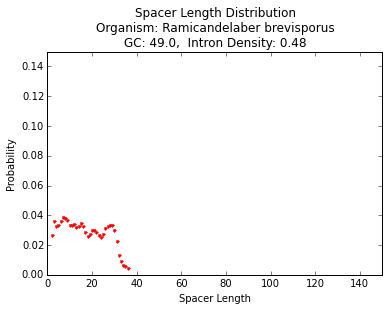 Spacer Length Distribution
Organism: Ramicandelaber brevisporus
GC: 49.0,  Intron Density: 0.48
0.14
0.12
0.10
0.08
0.06
0.04
0.02
0.00
Probability
0 20 40 60 80 100 120 140
Spacer Length